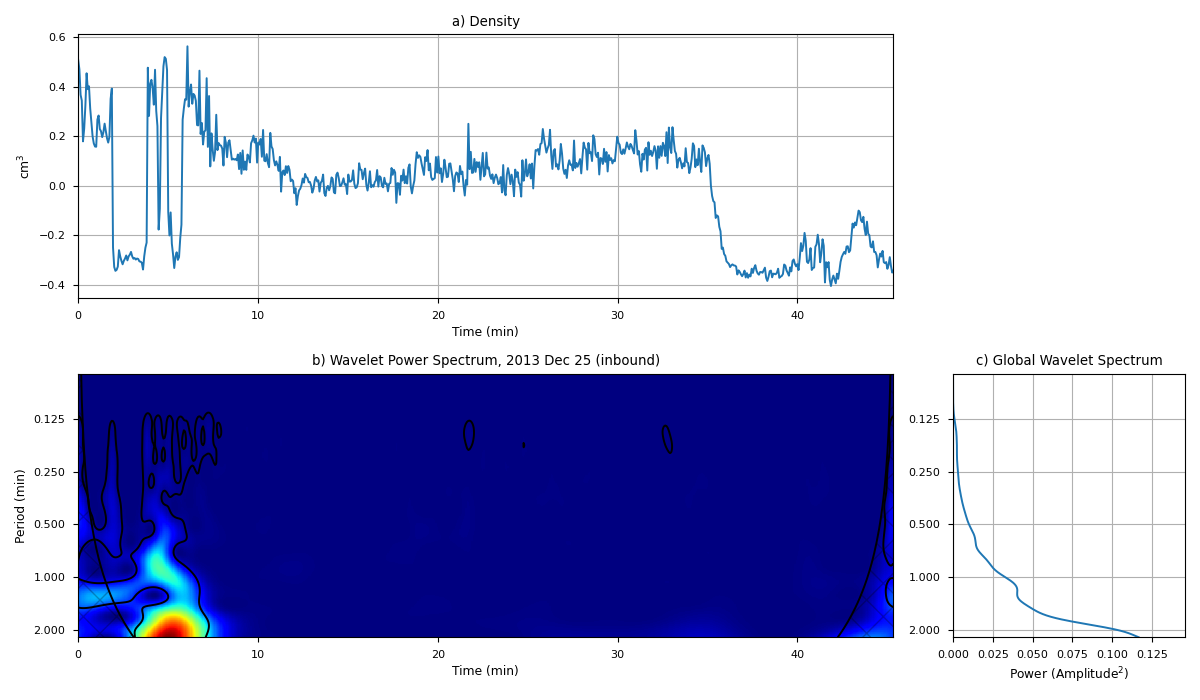 a) Density
0.6
0.4
0.2
0.0
−0.2
−0.4
cm³
0
10
20
30
40
Time (min)
b) Wavelet Power Spectrum, 2013 Dec 25 (inbound)
0.125
0.250
0.500
1.000
2.000
Period (min)
0
10
20
30
40
Time (min)
c) Global Wavelet Spectrum
0.125
0.250
0.500
1.000
2.000
0.000 0.025 0.050 0.075 0.100 0.125
Power (Amplitude²)